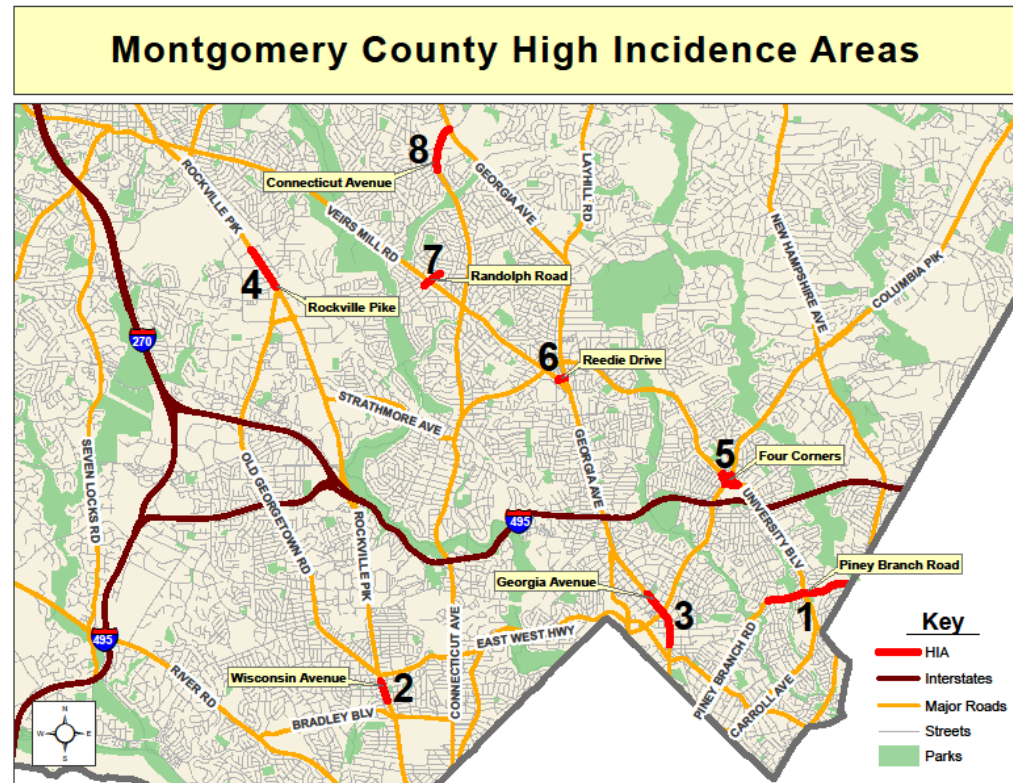 Montgomery County High Incidence Areas
8
Connecticut Avenue
ROCKVILLE PIK
GEORGIA AVE
LAYHILL RD
VEIRS MILL RD
7
Randolph Road
NEW HAMPSHIRE AVE
COLUMBIA PIK
4
Rockville Pike
270
6
Reedie Drive
STRATHMORE AVE
SEVEN LOCKS RD
OLD GEORGETOWN RD
ROCKVILLE PIK
GEORGIA AVE
5
Four Corners
495
UNIVERSITY BLV
Piney Branch Road
Georgia Avenue
3
1
495
EAST WEST HWY
CONNECTICUT AVE
Wisconsin Avenue
2
RIVER RD
BRADLEY BLV
PINEY BRANCH RD
CARROLL AVE
N
W
E
S
Key
HIA
Interstates
Major Roads
Streets
Parks